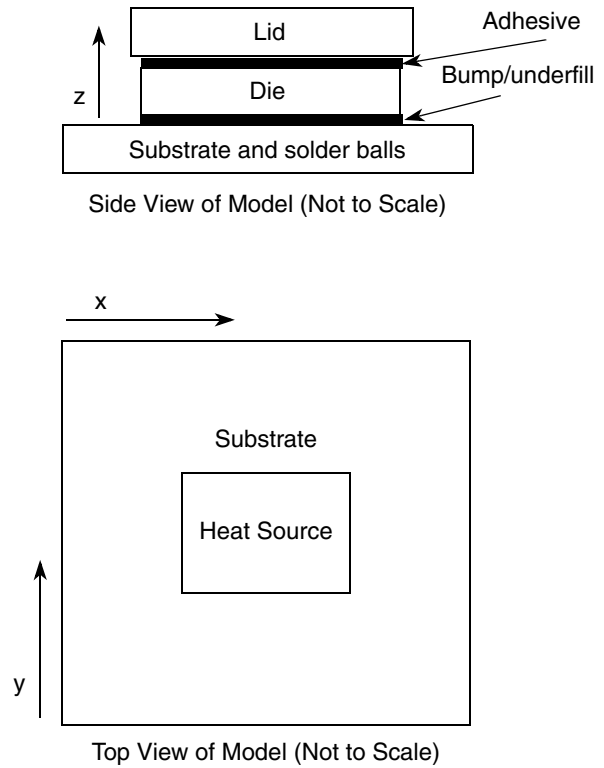 Lid
Adhesive
Bump/underfill
z
Die
Substrate and solder balls
Side View of Model (Not to Scale)
x
Substrate
Heat Source
y
Top View of Model (Not to Scale)